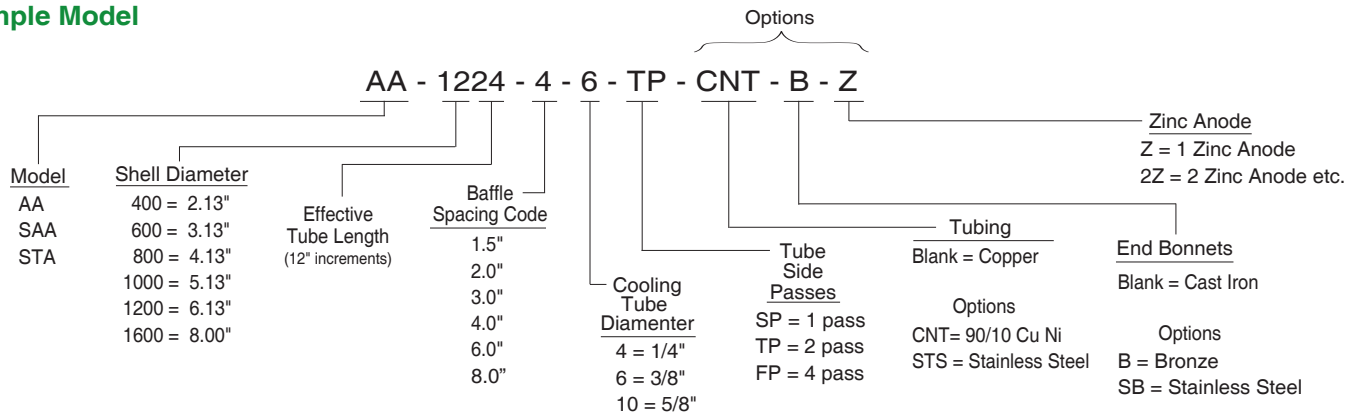 mple Model
Options
AA - 1224 - 4 - 6 - TP - CNT - B - Z
Model
AA
SAA
STA
Shell Diameter
400 = 2.13"
600 = 3.13"
800 = 4.13"
1000 = 5.13"
1200 = 6.13"
1600 = 8.00"
Effective
Tube Length
(12" increments)
Baffle
Spacing Code
1.5"
2.0"
3.0"
4.0"
6.0"
8.0”
Cooling
Tube
Diamenter
4 = 1/4"
6 = 3/8"
10 = 5/8"
Tube
Side
Passes
SP = 1 pass
TP = 2 pass
FP = 4 pass
Tubing
Blank = Copper
Options
CNT= 90/10 Cu Ni
STS = Stainless Steel
End Bonnets
Blank = Cast Iron
Options
B = Bronze
SB = Stainless Steel
Zinc Anode
Z = 1 Zinc Anode
2Z = 2 Zinc Anode etc.